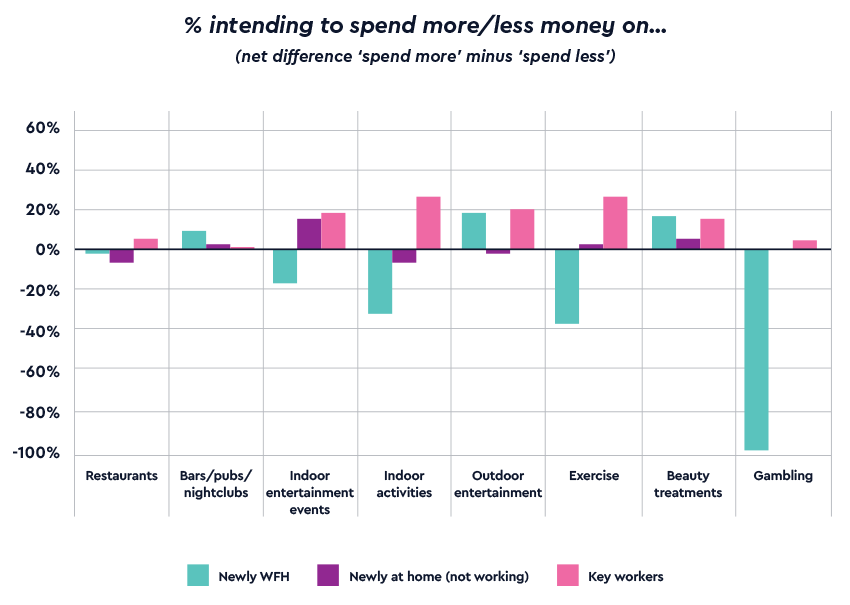 % intending to spend more/less money on...
(net difference ‘spend more’ minus ‘spend less’)
60%
40%
20%
0%
-20%
-40%
-60%
-80%
-100%
Restaurants
Bars/pubs/
nightclubs
Indoor
entertainment
events
Indoor
activities
Outdoor
entertainment
Exercise
Beauty
treatments
Gambling
Newly WFH
Newly at home (not working)
Key workers